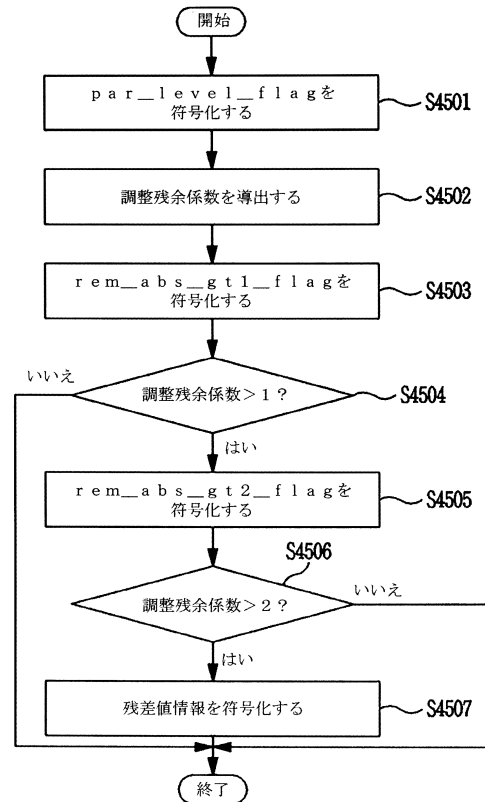 開始
par_level_flagを
符号化する
S4501
調整残余係数を導出する
S4502
rem_abs_gt1_flagを
符号化する
S4503
いいえ
調整残余係数>1?
S4504
はい
rem_abs_gt2_flagを
符号化する
S4505
S4506
調整残余係数>2?
いいえ
はい
残差値情報を符号化する
S4507
終了